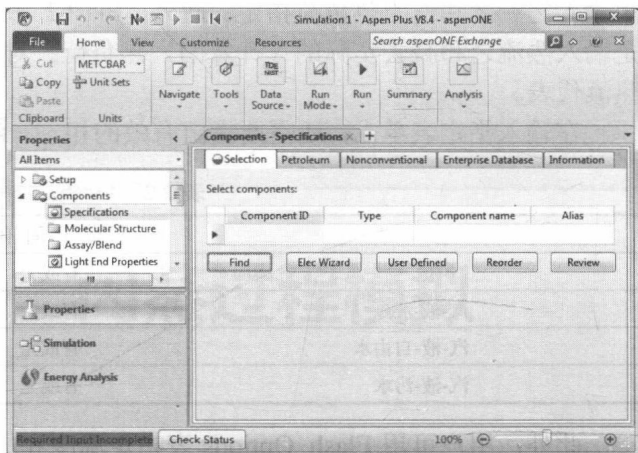 Simulation 1 - Aspen Plus V8.4 - aspenONE
File Home View Customize Resources Search aspenONE Exchange
Cut METCBAR
Copy Unit Sets
Paste
Navigate Tools Data Source Run Mode Run Summary Analysis
Clipboard Units
Properties
All Items
Setup
Components
Specifications
Molecular Structure
Assay/Blend
Light End Properties
Properties
Simulation
Energy Analysis
Components - Specifications × +
Selection Petroleum Nonconventional Enterprise Database Information
Select components:
Component ID Type Component name Alias
Find Elec Wizard User Defined Reorder Review
Required Input Incomplete Check Status 100%